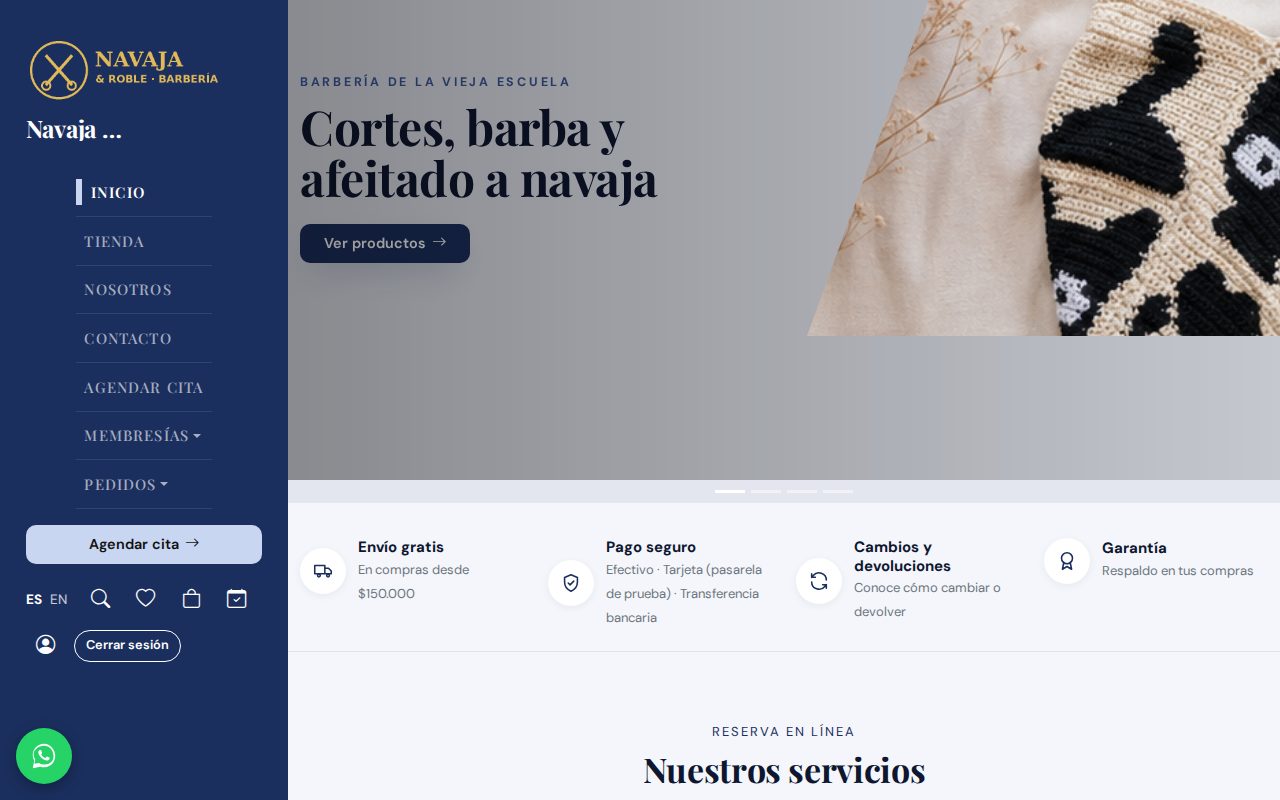 NAVAJA
& ROBLE · BARBERÍA
Navaja ...
INICIO
TIENDA
NOSOTROS
CONTACTO
AGENDAR CITA
MEMBRESÍAS
PEDIDOS
Agendar cita →
ES EN
Cerrar sesión
BARBERÍA DE LA VIEJA ESCUELA
Cortes, barba y
afeitado a navaja
Ver productos →
Envío gratis
En compras desde
$150.000
Pago seguro
Efectivo · Tarjeta (pasarela
de prueba) · Transferencia
bancaria
Cambios y
devoluciones
Conoce cómo cambiar o
devolver
Garantía
Respaldo en tus compras
RESERVA EN LÍNEA
Nuestros servicios